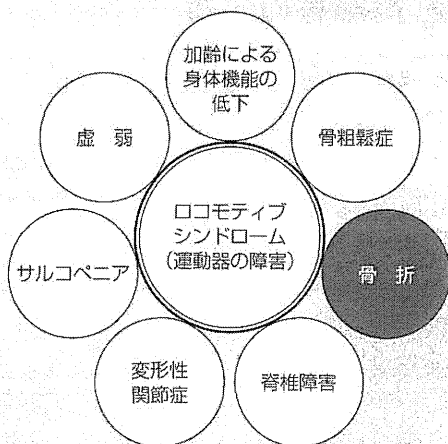 加齢による
身体機能の
低下
虚　弱
骨粗鬆症
ロコモティブ
シンドローム
（運動器の障害）
サルコペニア
骨　折
変形性
関節症
脊椎障害